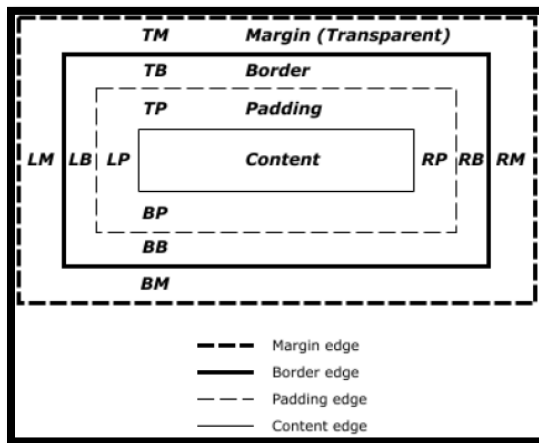 TM Margin (Transparent)
TB Border
TP Padding
LM LB LP Content RP RB RM
BP
BB
BM
Margin edge
Border edge
Padding edge
Content edge